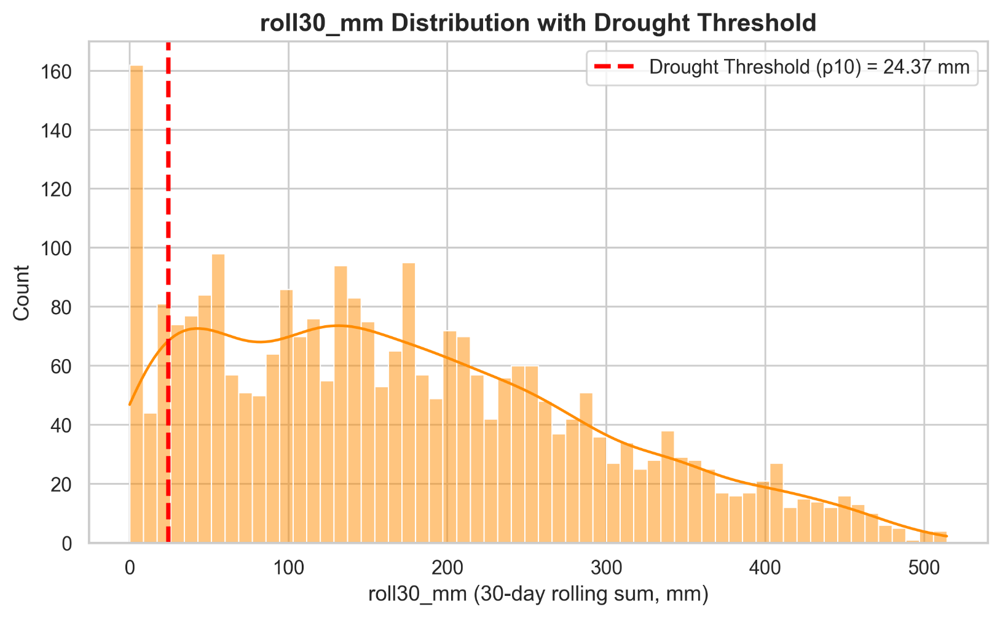 roll30_mm Distribution with Drought Threshold
Drought Threshold (p10) = 24.37 mm
Count
160
140
120
100
80
60
40
20
0
0 100 200 300 400 500
roll30_mm (30-day rolling sum, mm)